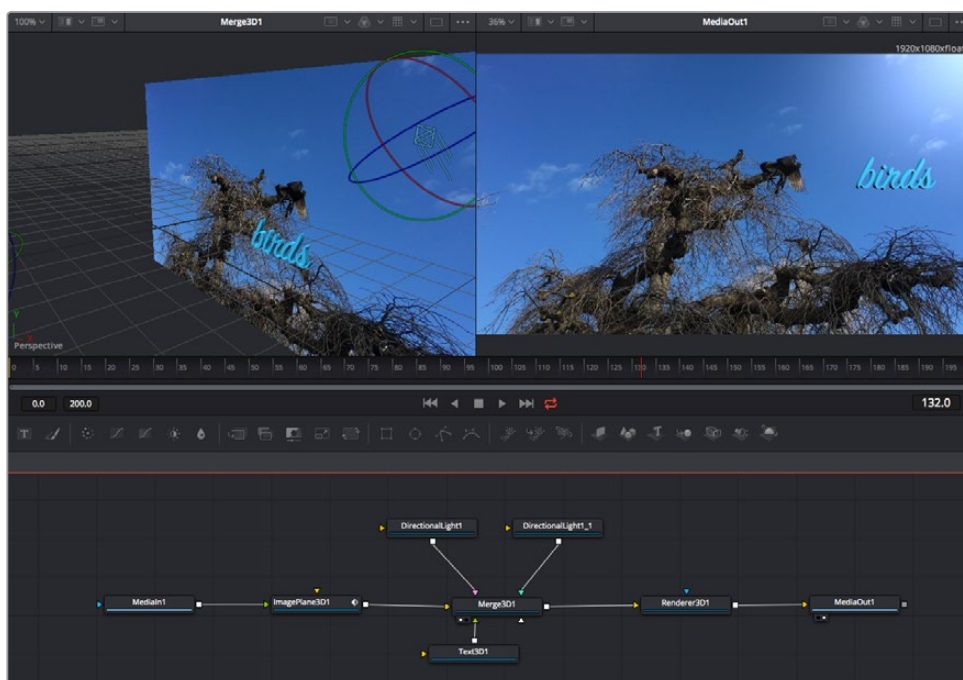 100% Merge3D1 36% MediaOut1
1920x1080xfloat
birds
birds
Y
X
Perspective
0 5 10 15 20 25 30 35 40 45 50 55 60 65 70 75 80 85 90 95 100 105 110 115 120 125 130 135 140 145 150 155 160 165 170 175 180 185 190 195
0.0 200.0 132.0
T
DirectionalLight1 DirectionalLight1_1
MediaIn1 ImagePlane3D1 Merge3D1 Renderer3D1 MediaOut1
Text3D1